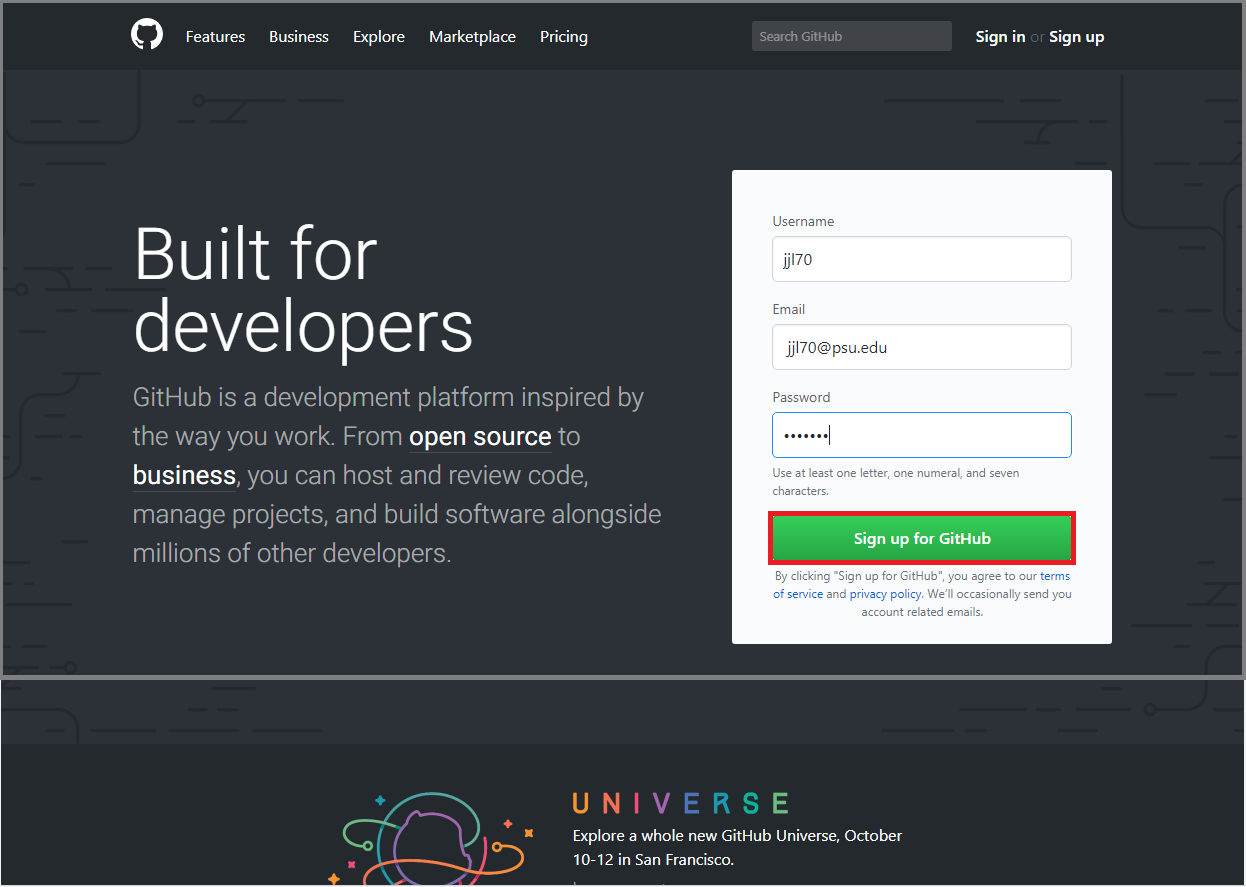 Features Business Explore Marketplace Pricing Search GitHub Sign in or Sign up
Built for
developers
GitHub is a development platform inspired by
the way you work. From open source to
business, you can host and review code,
manage projects, and build software alongside
millions of other developers.
Username
jjl70
Email
jjl70@psu.edu
Password
•••••••
Use at least one letter, one numeral, and seven
characters.
Sign up for GitHub
By clicking "Sign up for GitHub", you agree to our terms
of service and privacy policy. We'll occasionally send you
account related emails.
UNIVERSE
Explore a whole new GitHub Universe, October
10-12 in San Francisco.